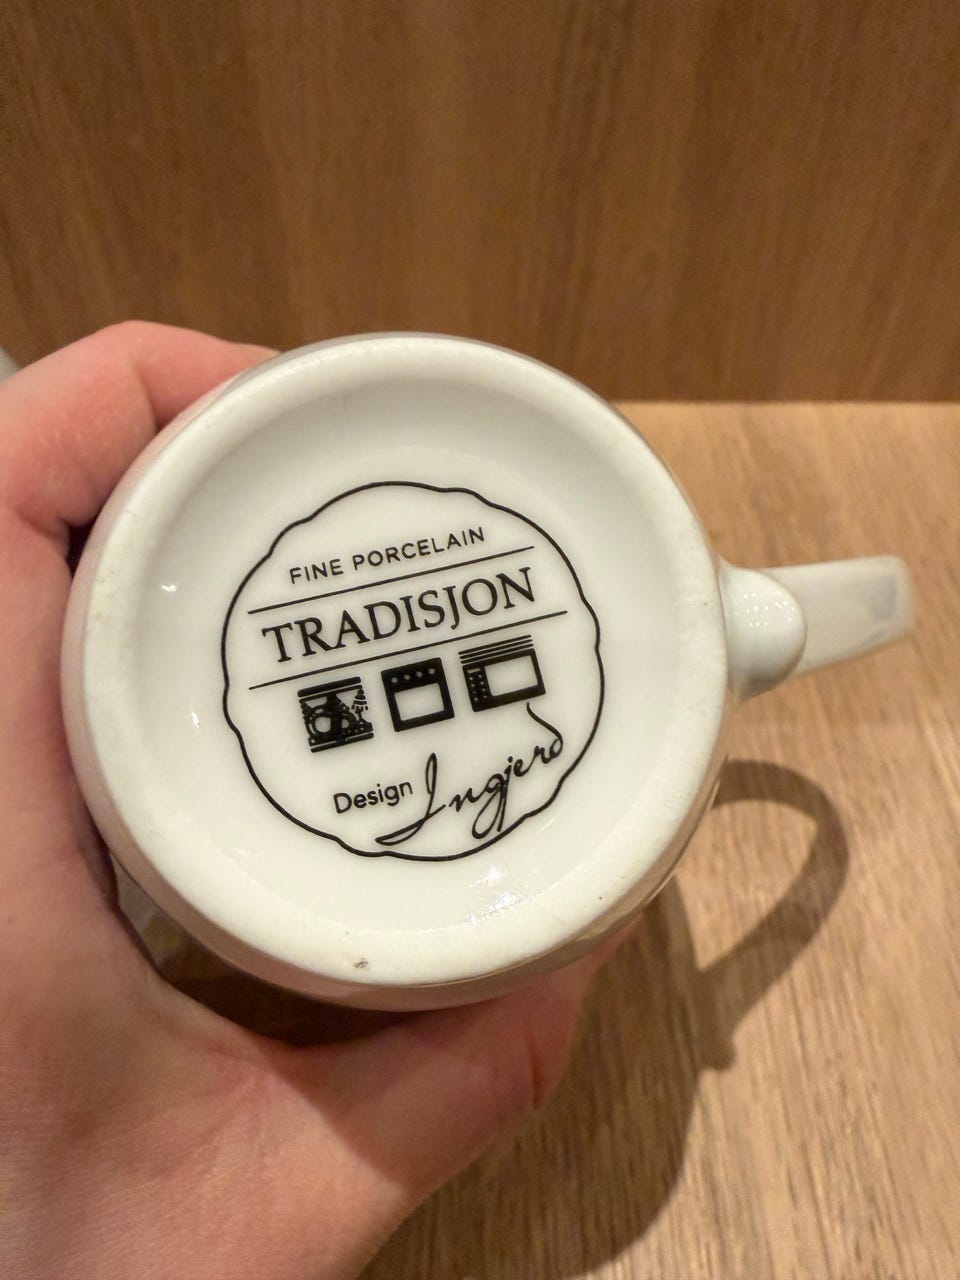 FINE PORCELAIN
TRADISJON
Design Ingjerd